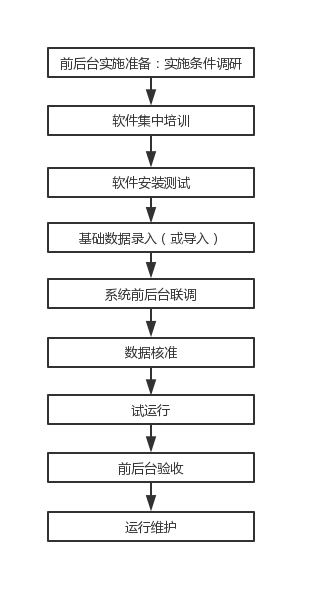 前后台实施准备：实施条件调研
软件集中培训
软件安装测试
基础数据录入（或导入）
系统前后台联调
数据核准
试运行
前后台验收
运行维护